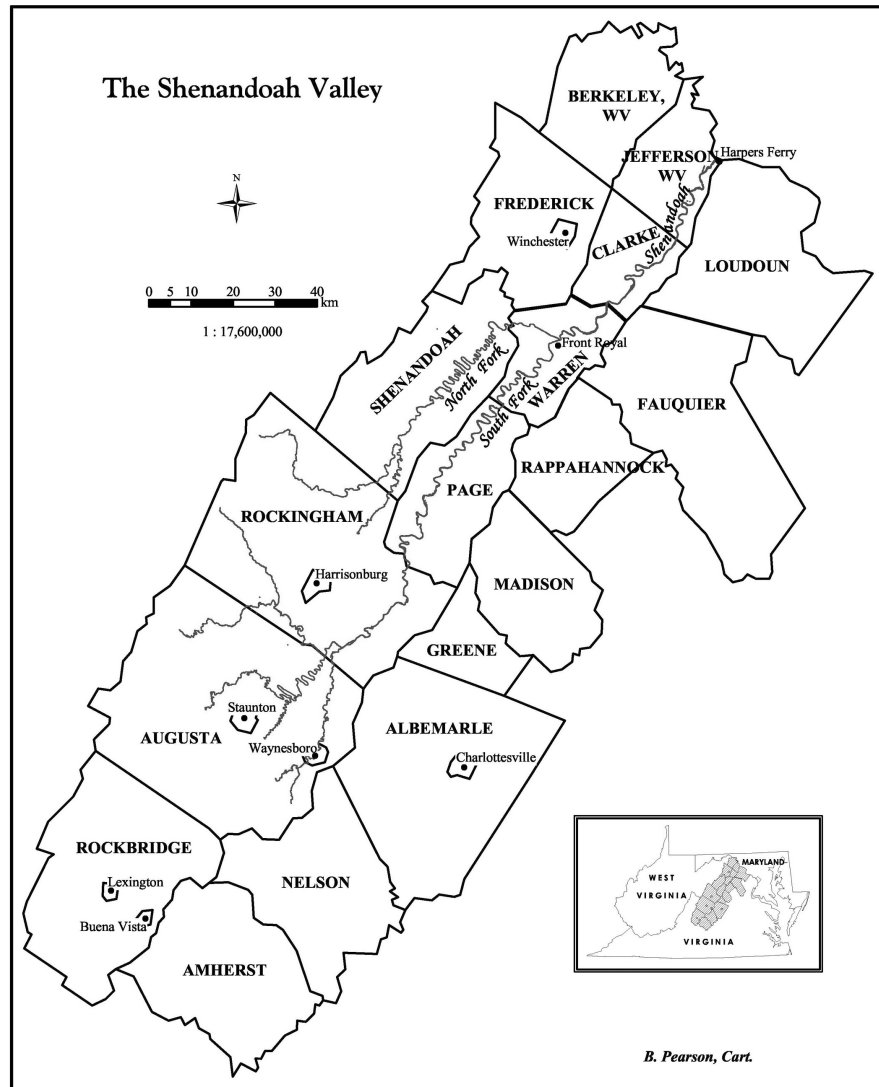 The Shenandoah Valley
N
0 5 10 20 30 40
km
1 : 17,600,000
BERKELEY,
WV
JEFFERSON
WV
Harpers Ferry
FREDERICK
Winchester
CLARKE
Shenandoah
LOUDOUN
SHENANDOAH
North Fork
Front Royal
WARREN
South Fork
FAUQUIER
RAPPAHANNOCK
PAGE
ROCKINGHAM
Harrisonburg
MADISON
GREENE
Staunton
AUGUSTA
Waynesboro
ALBEMARLE
Charlottesville
ROCKBRIDGE
Lexington
Buena Vista
NELSON
AMHERST
MARYLAND
WEST
VIRGINIA
VIRGINIA
B. Pearson, Cart.